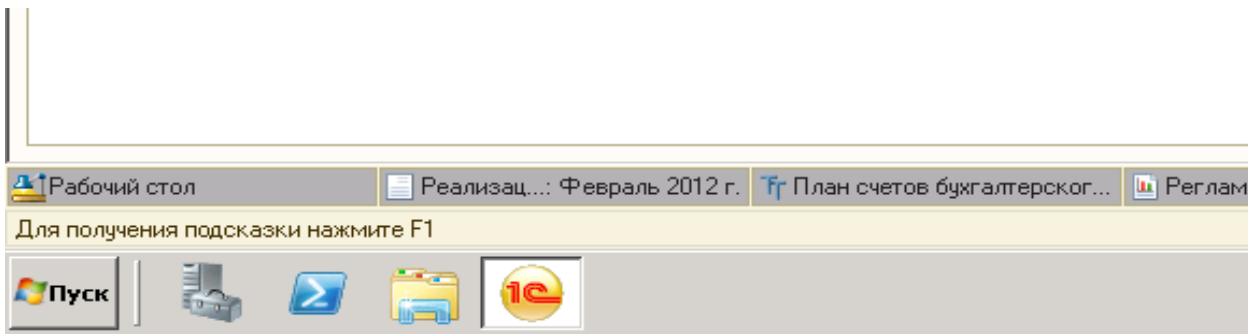 Рабочий стол
Реализац...: Февраль 2012 г.
План счетов бухгалтерског...
Реглам
Для получения подсказки нажмите F1
Пуск
1С